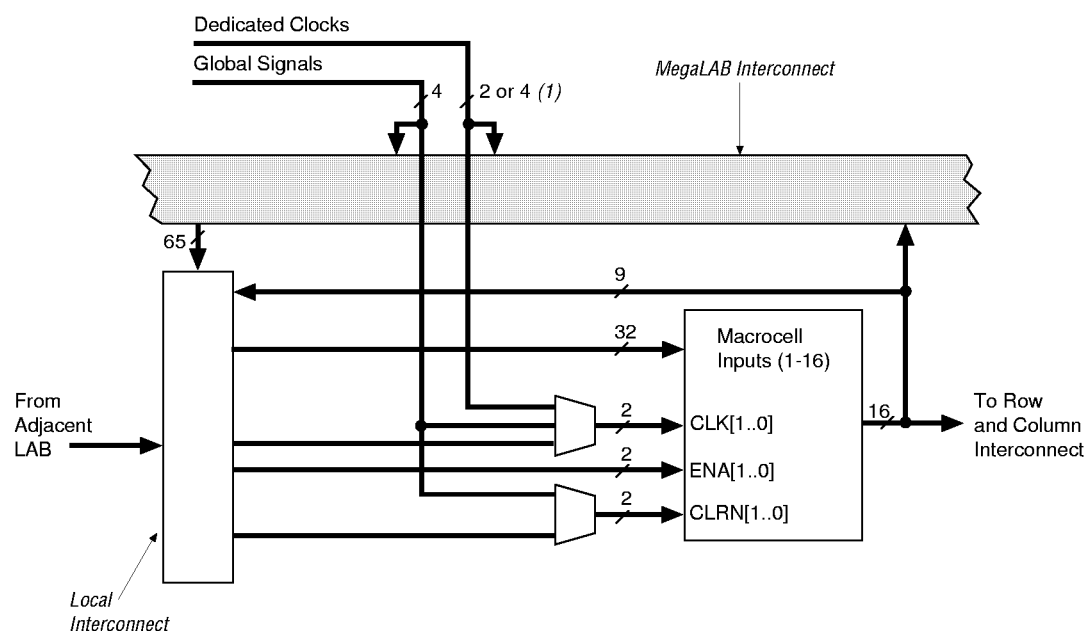 Dedicated Clocks
Global Signals
4
2 or 4 (1)
MegaLAB Interconnect
65
9
32
Macrocell
Inputs (1-16)
From
Adjacent
LAB
2
CLK[1..0]
16
To Row
and Column
Interconnect
2
ENA[1..0]
2
CLRN[1..0]
Local
Interconnect